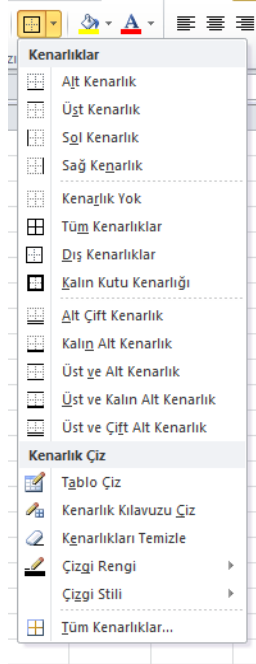 Kenarlıklar
Alt Kenarlık
Üst Kenarlık
Sol Kenarlık
Sağ Kenarlık
Kenarlık Yok
Tüm Kenarlıklar
Dış Kenarlıklar
Kalın Kutu Kenarlığı
Alt Çift Kenarlık
Kalın Alt Kenarlık
Üst ve Alt Kenarlık
Üst ve Kalın Alt Kenarlık
Üst ve Çift Alt Kenarlık
Kenarlık Çiz
Tablo Çiz
Kenarlık Kılavuzu Çiz
Kenarlıkları Temizle
Çizgi Rengi
Çizgi Stili
Tüm Kenarlıklar...